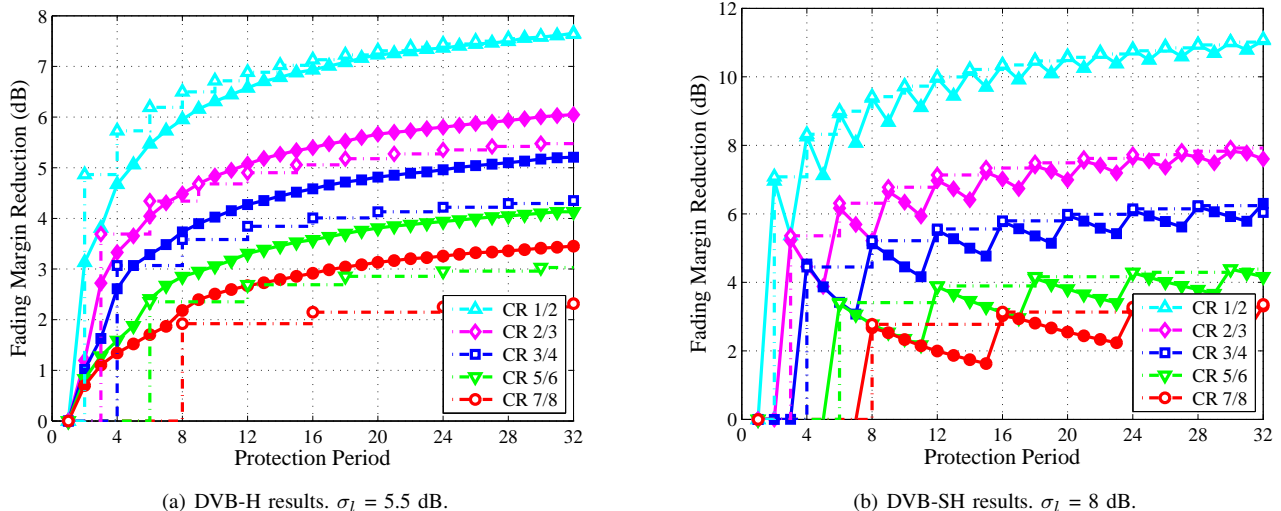 Fading Margin Reduction (dB)
8
7
6
5
4
3
2
1
0
0 4 8 12 16 20 24 28 32
Protection Period
CR 1/2
CR 2/3
CR 3/4
CR 5/6
CR 7/8
(a) DVB-H results. σ_l = 5.5 dB.
Fading Margin Reduction (dB)
12
10
8
6
4
2
0
0 4 8 12 16 20 24 28 32
Protection Period
CR 1/2
CR 2/3
CR 3/4
CR 5/6
CR 7/8
(b) DVB-SH results. σ_l = 8 dB.